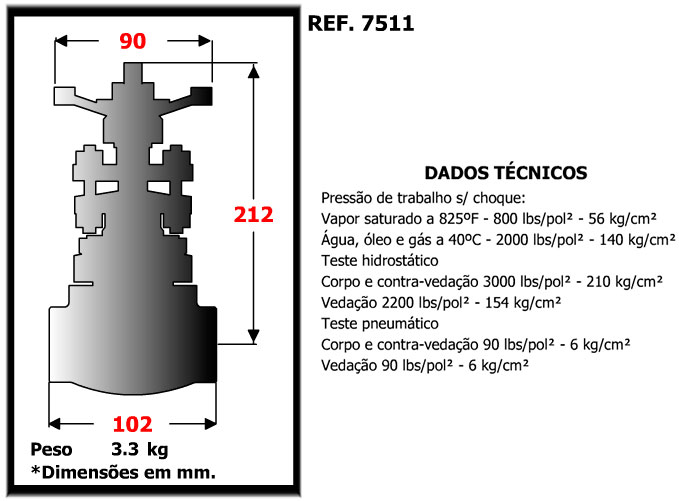 REF. 7511
90
212
102
Peso 3.3 kg
*Dimensões em mm.
DADOS TÉCNICOS
Pressão de trabalho s/ choque:
Vapor saturado a 825ºF - 800 lbs/pol² - 56 kg/cm²
Água, óleo e gás a 40ºC - 2000 lbs/pol² - 140 kg/cm²
Teste hidrostático
Corpo e contra-vedação 3000 lbs/pol² - 210 kg/cm²
Vedação 2200 lbs/pol² - 154 kg/cm²
Teste pneumático
Corpo e contra-vedação 90 lbs/pol² - 6 kg/cm²
Vedação 90 lbs/pol² - 6 kg/cm²